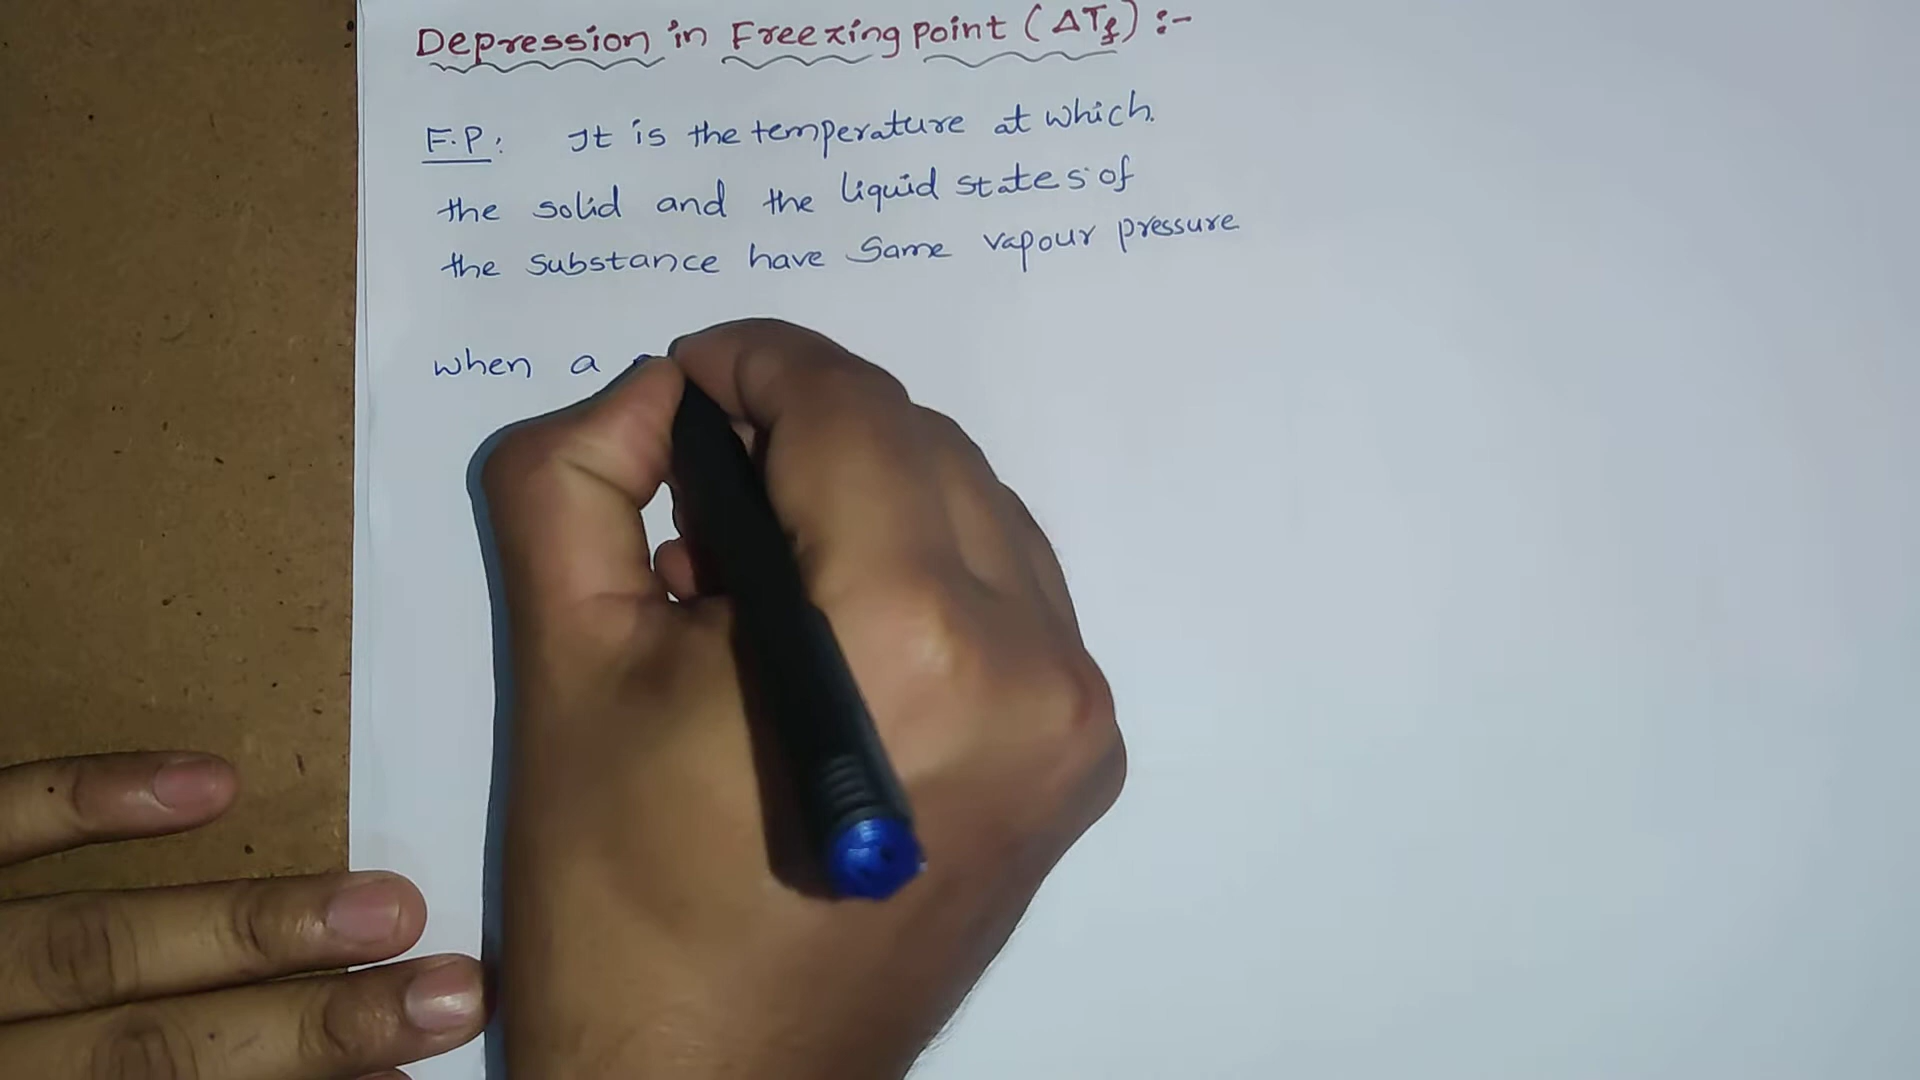 Depression in Freezing point (ΔTf) :-
F.P: It is the temperature at which.
the solid and the liquid states of
the substance have same vapour pressure
when a